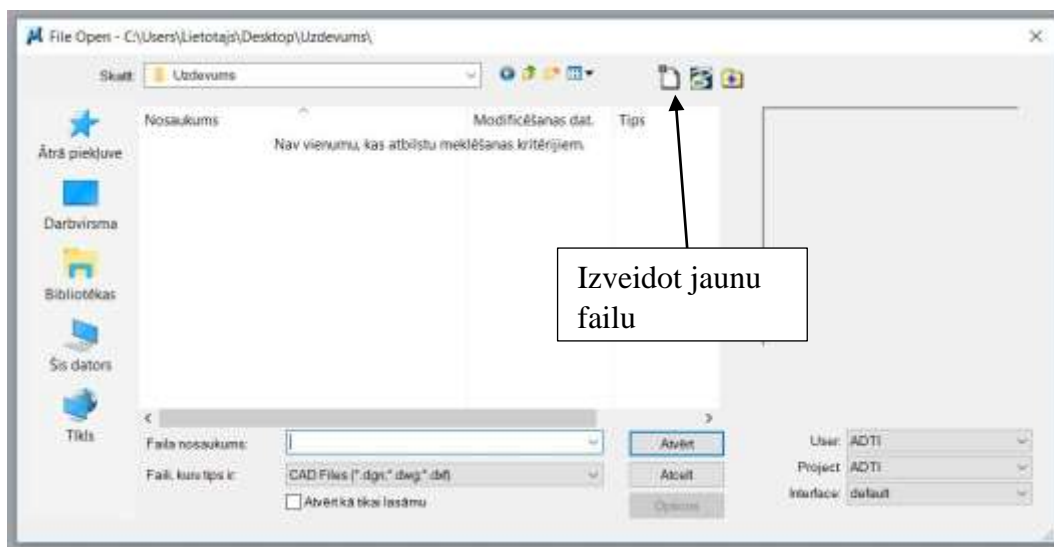 File Open - C:\Users\Lietotajs\Desktop\Uzdevums\
Skatīt: Uzdevums
Nosaukums Modificēšanas dat. Tips
Nav vienumu, kas atbilstu meklēšanas kritērijiem.
Ātrā piekļuve
Darbvirsma
Bibliotēkas
Šis dators
Tīkls
Izveidot jaunu
failu
Faila nosaukums: Atvērt
Faili, kuru tips ir: CAD Files (*.dgn;*.dwg;*.dxf) Atcelt
Atvērt kā tikai lasāmu Options
User: ADTI
Project: ADTI
Interface: default